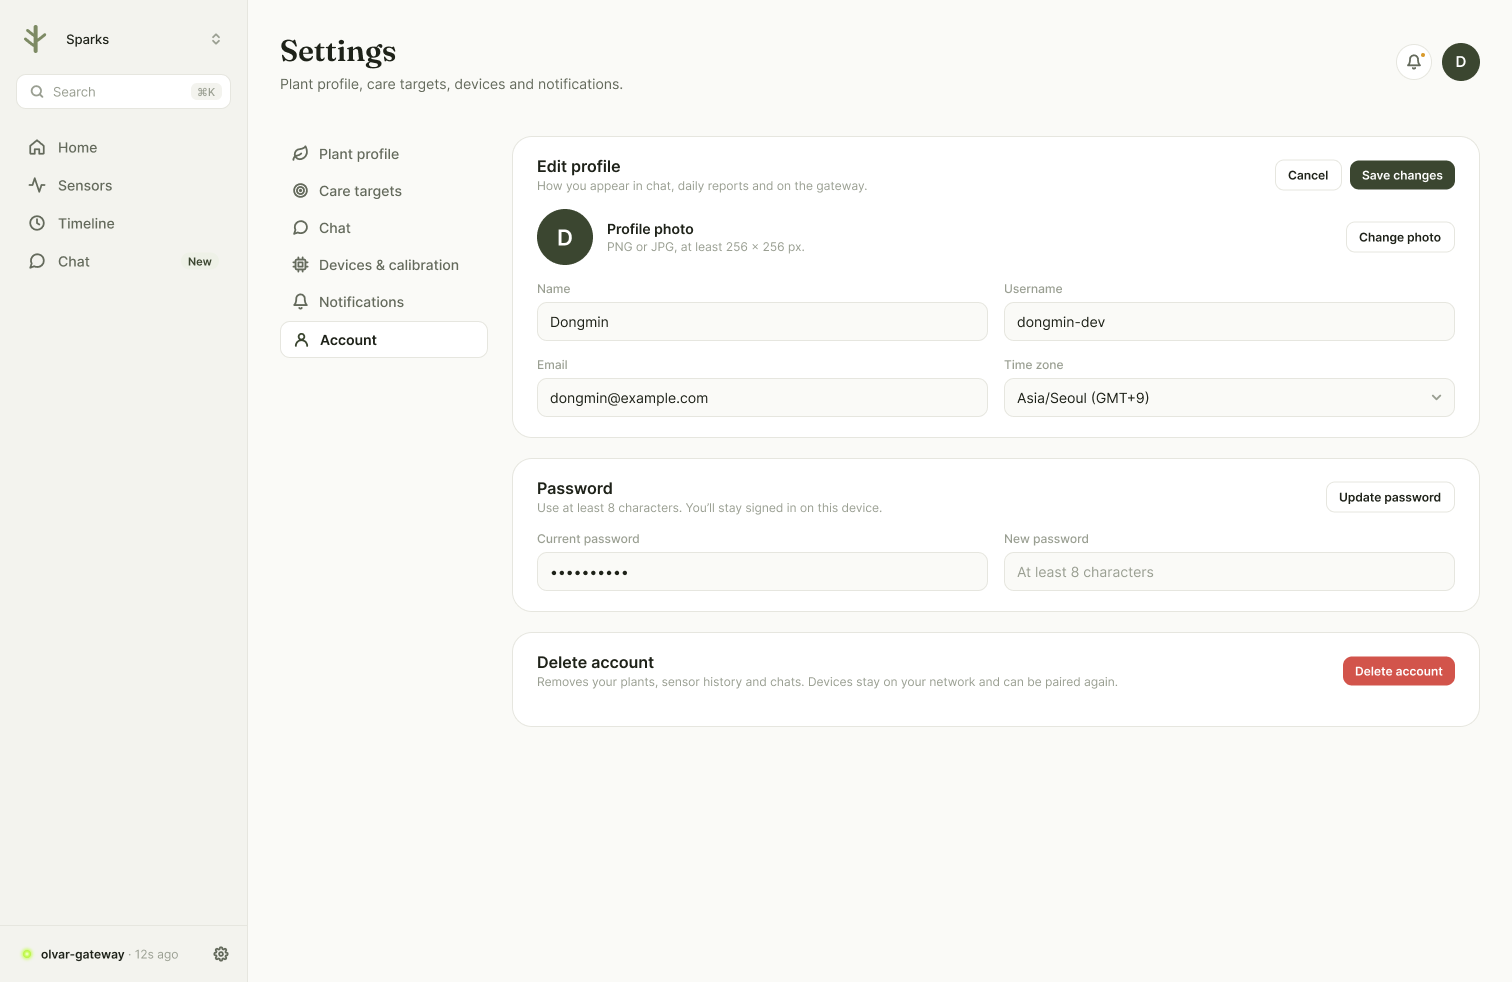 Sparks
Search ⌘K
Home
Sensors
Timeline
Chat New
olvar-gateway · 12s ago
Settings
Plant profile, care targets, devices and notifications.
D
Plant profile
Care targets
Chat
Devices & calibration
Notifications
Account
Edit profile
How you appear in chat, daily reports and on the gateway.
Cancel Save changes
D
Profile photo
PNG or JPG, at least 256 × 256 px.
Change photo
Name
Dongmin
Username
dongmin-dev
Email
dongmin@example.com
Time zone
Asia/Seoul (GMT+9)
Password
Use at least 8 characters. You'll stay signed in on this device.
Update password
Current password
••••••••••
New password
At least 8 characters
Delete account
Removes your plants, sensor history and chats. Devices stay on your network and can be paired again.
Delete account